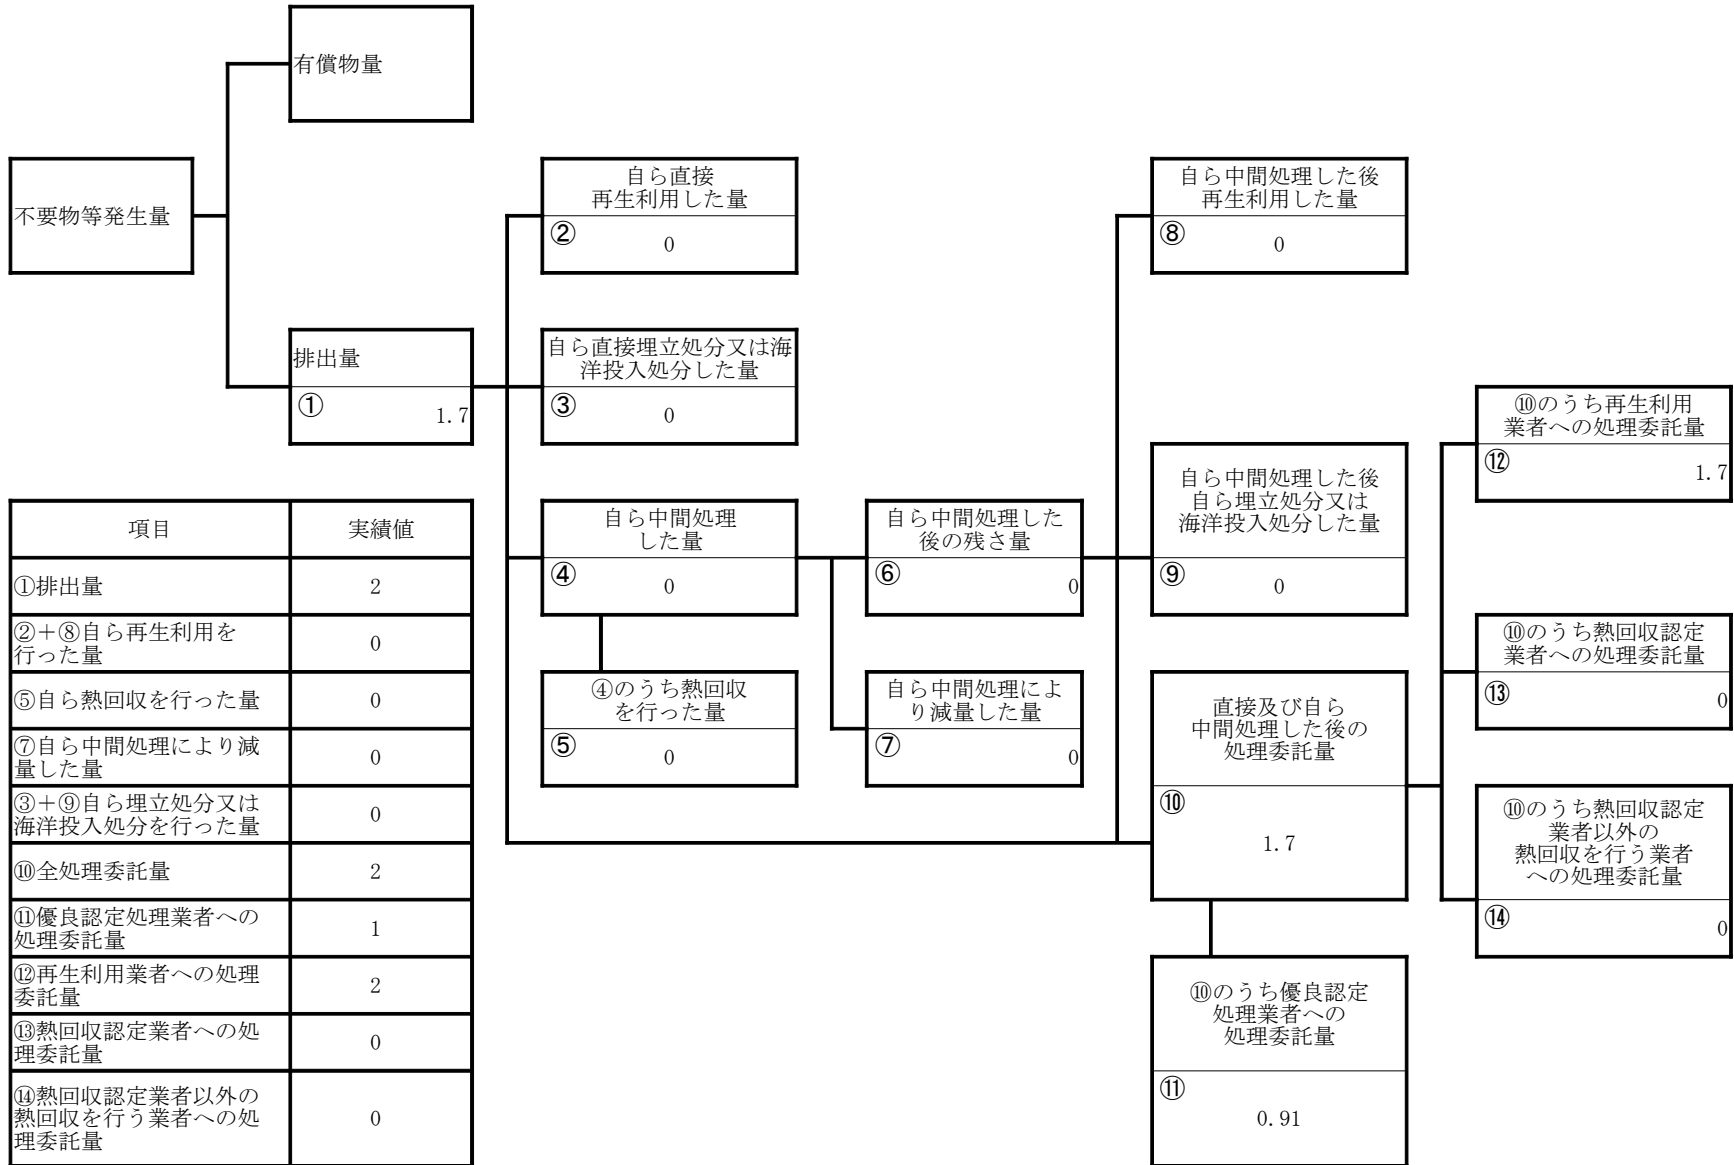 有償物量
不要物等発生量
排出量
①
1.7
自ら直接
再生利用した量
②
0
自ら直接埋立処分又は海
洋投入処分した量
③
0
自ら中間処理
した量
④
0
④のうち熱回収
を行った量
⑤
0
自ら中間処理した
後の残さ量
⑥
0
自ら中間処理によ
り減量した量
⑦
0
自ら中間処理した後
再生利用した量
⑧
0
自ら中間処理した後
自ら埋立処分又は
海洋投入処分した量
⑨
0
直接及び自ら
中間処理した後の
処理委託量
⑩
1.7
⑩のうち優良認定
処理業者への
処理委託量
⑪
0.91
⑩のうち再生利用
業者への処理委託量
⑫
1.7
⑩のうち熱回収認定
業者への処理委託量
⑬
0
⑩のうち熱回収認定
業者以外の
熱回収を行う業者
への処理委託量
⑭
0
項目 実績値
①排出量 2
②+⑧自ら再生利用を
行った量 0
⑤自ら熱回収を行った量 0
⑦自ら中間処理により減
量した量 0
③+⑨自ら埋立処分又は
海洋投入処分を行った量 0
⑩全処理委託量 2
⑪優良認定処理業者への
処理委託量 1
⑫再生利用業者への処理
委託量 2
⑬熱回収認定業者への処
理委託量 0
⑭熱回収認定業者以外の
熱回収を行う業者への処
理委託量 0